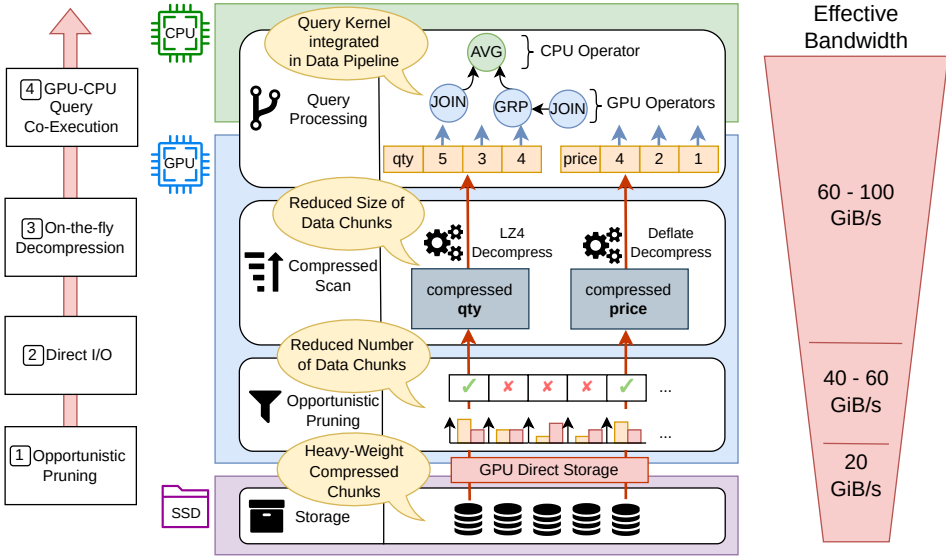 4 GPU-CPU
Query
Co-Execution
3 On-the-fly
Decompression
2 Direct I/O
1 Opportunistic
Pruning
CPU
GPU
SSD
Query Kernel
integrated
in Data Pipeline
Query
Processing
AVG
CPU Operator
JOIN
GRP
JOIN
GPU Operators
qty 5 3 4
price 4 2 1
Reduced Size of
Data Chunks
Compressed
Scan
LZ4
Decompress
Deflate
Decompress
compressed
qty
compressed
price
Reduced Number
of Data Chunks
Opportunistic
Pruning
...
...
Heavy-Weight
Compressed
Chunks
GPU Direct Storage
Storage
Effective
Bandwidth
60 - 100
GiB/s
40 - 60
GiB/s
20
GiB/s